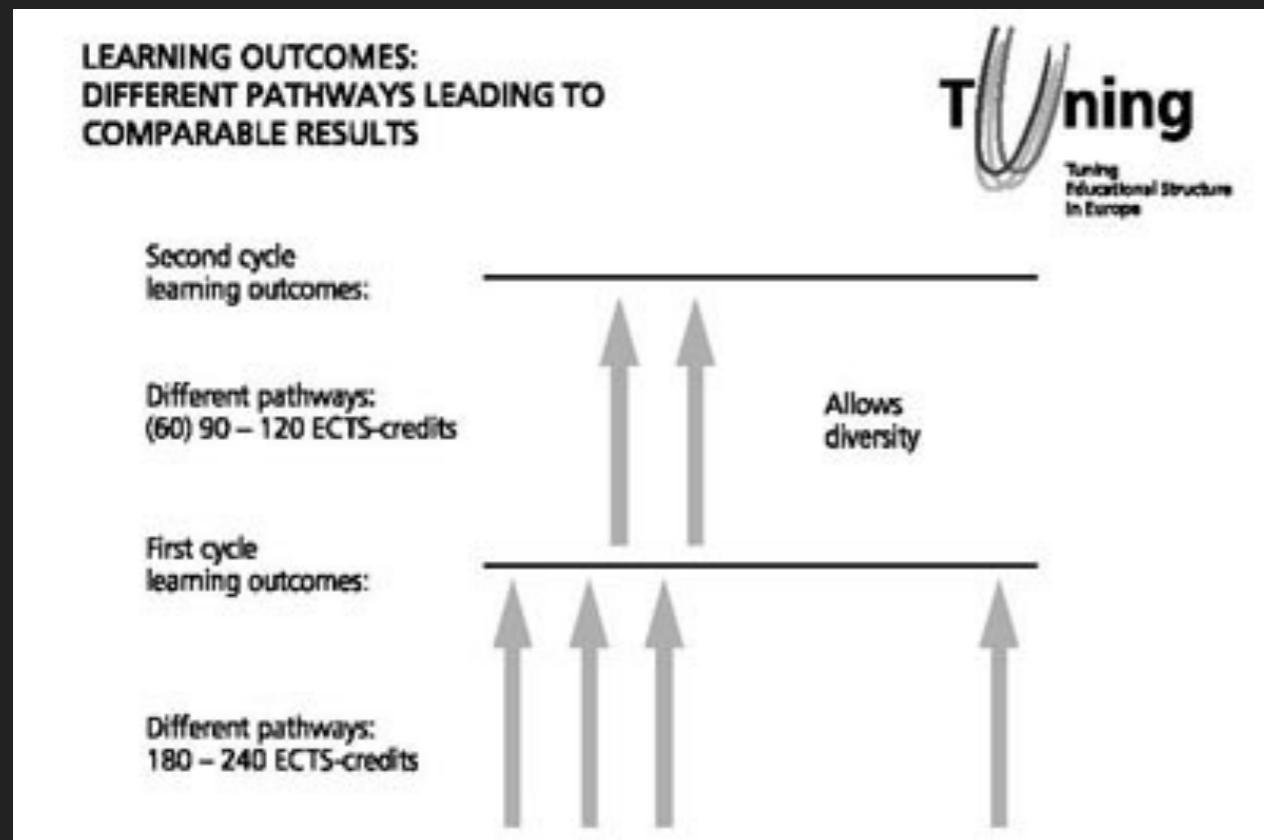 LEARNING OUTCOMES:
DIFFERENT PATHWAYS LEADING TO
COMPARABLE RESULTS
Tuning
Tuning
Educational Structure
in Europe
Second cycle
learning outcomes:
Different pathways:
(60) 90 – 120 ECTS-credits
Allows
diversity
First cycle
learning outcomes:
Different pathways:
180 – 240 ECTS-credits